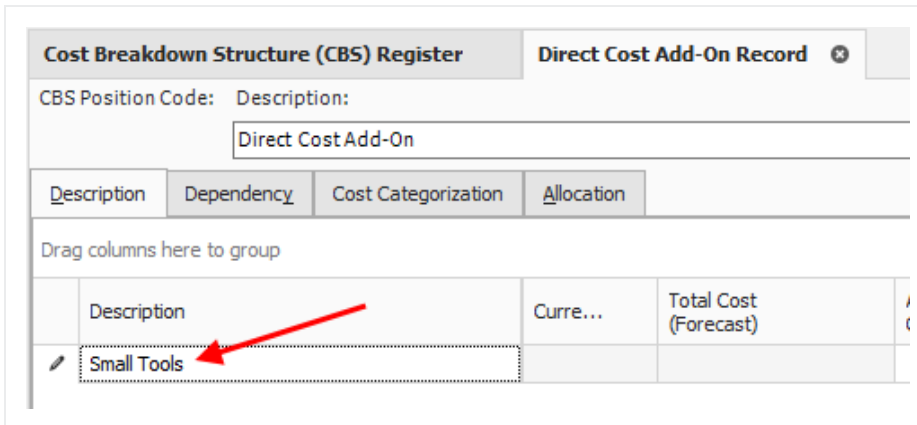 Cost Breakdown Structure (CBS) Register Direct Cost Add-On Record
CBS Position Code: Description:
Direct Cost Add-On
Description Dependency Cost Categorization Allocation
Drag columns here to group
Description Curre... Total Cost
(Forecast)
Small Tools